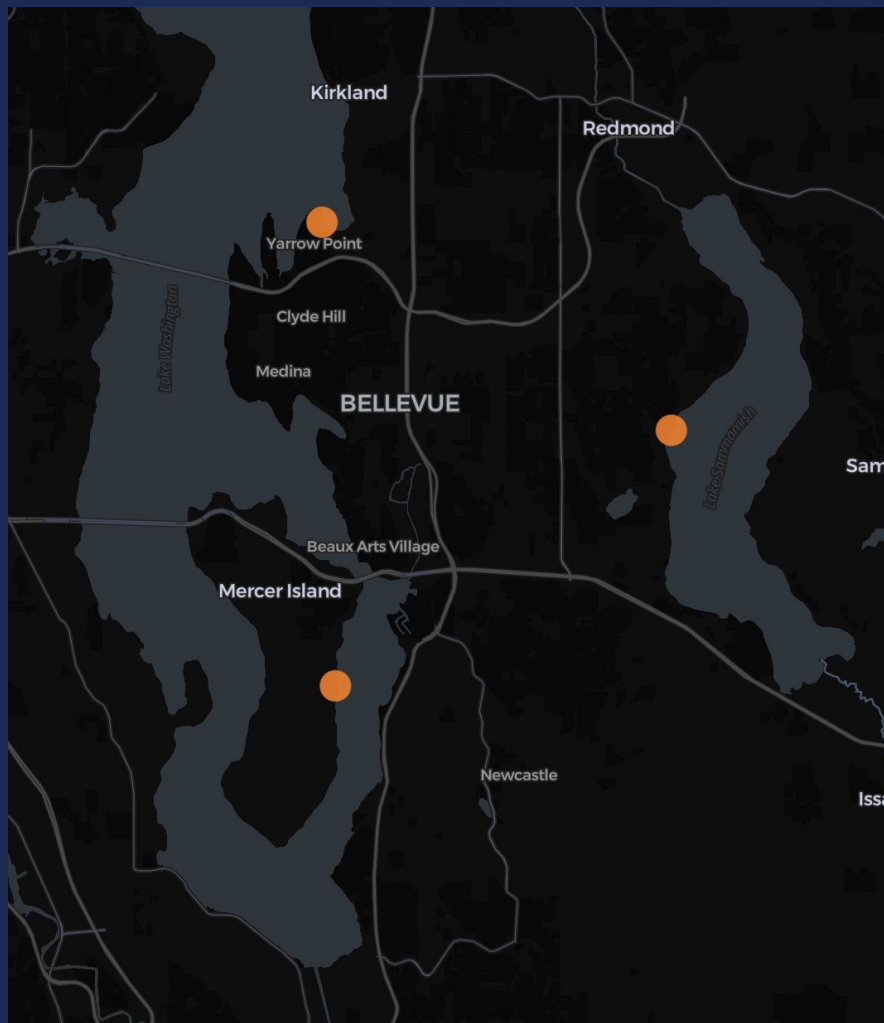 Kirkland
Redmond
Yarrow Point
Lake Washington
Clyde Hill
Medina
BELLEVUE
Lake Sammamish
Sam
Beaux Arts Village
Mercer Island
Newcastle
Issa